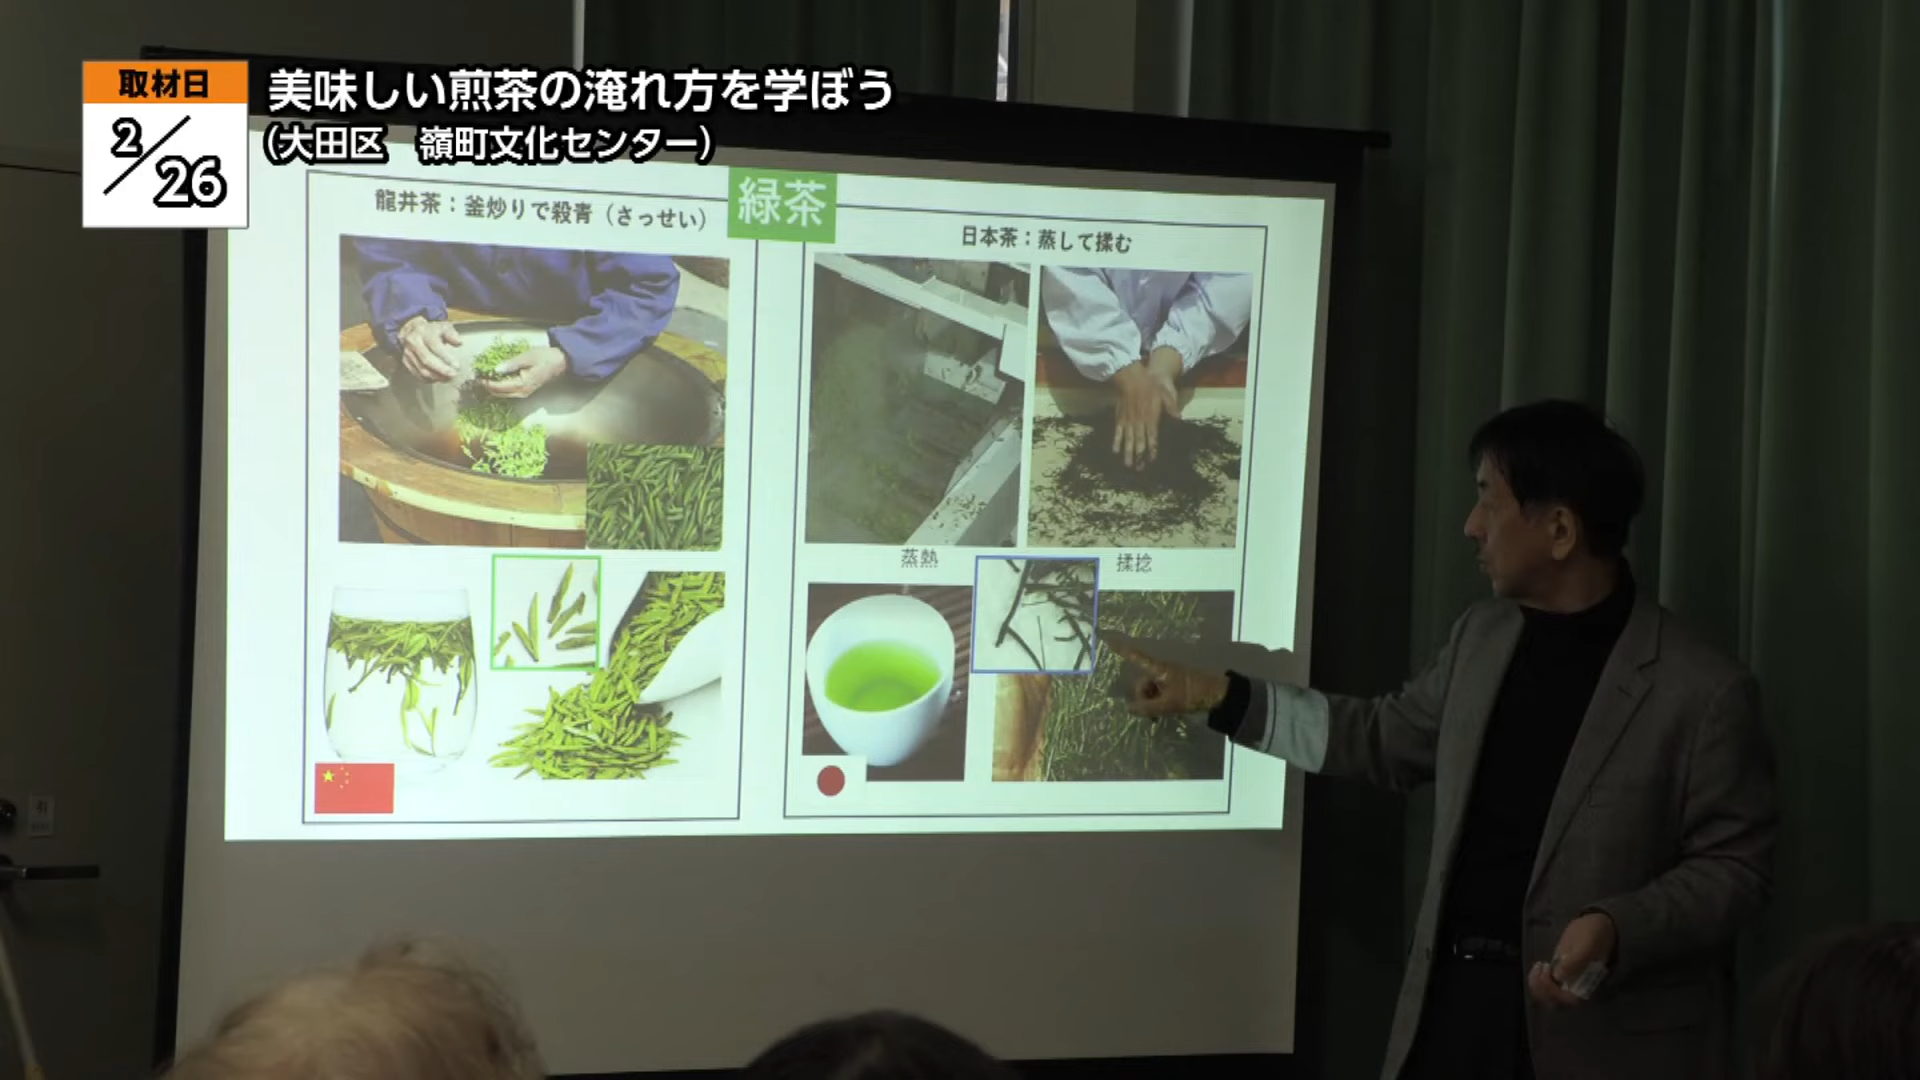 取材日
2/26
美味しい煎茶の淹れ方を学ぼう
(大田区 嶺町文化センター)
緑茶
龍井茶：釜炒りで殺青（さっせい）
日本茶：蒸して揉む
蒸熱
揉捻
引